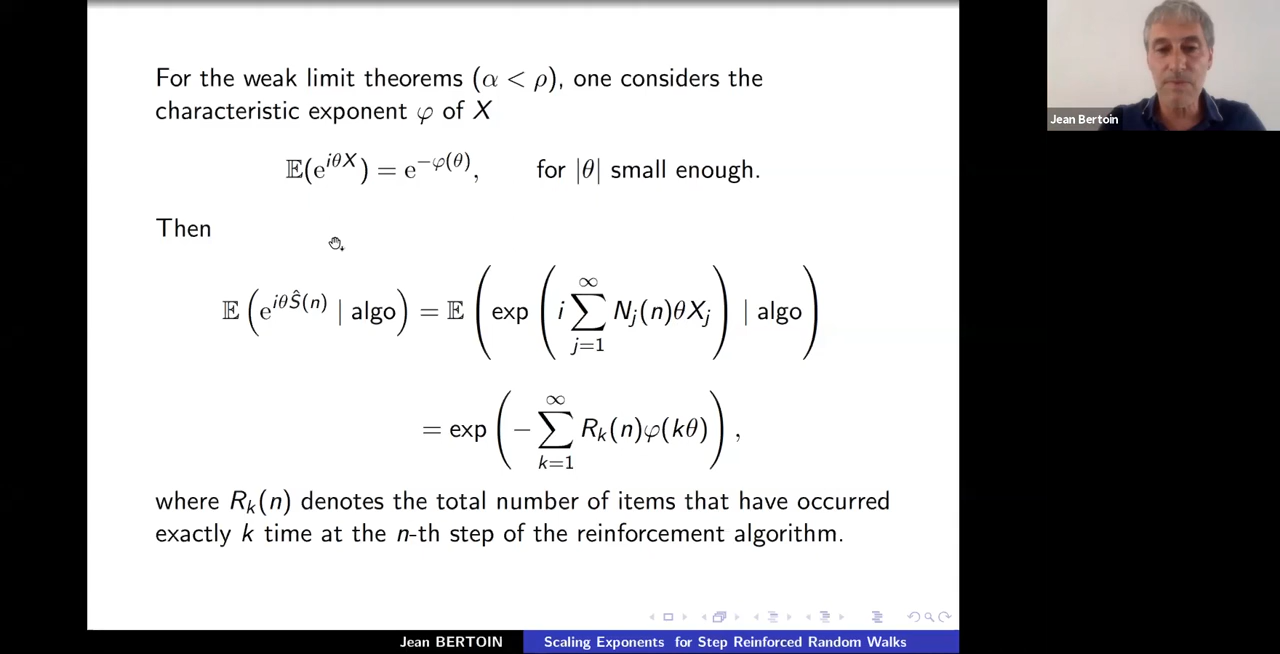 For the weak limit theorems (α < ρ), one considers the
characteristic exponent φ of X
𝔼(e^{iθX}) = e^{−φ(θ)}, for |θ| small enough.
Then
𝔼 (e^{iθŜ(n)} | algo) = 𝔼 (exp (i ∑_{j=1}^{∞} N_j(n)θX_j) | algo)
= exp (− ∑_{k=1}^{∞} R_k(n)φ(kθ)) ,
where R_k(n) denotes the total number of items that have occurred
exactly k time at the n-th step of the reinforcement algorithm.
Jean BERTOIN Scaling Exponents for Step Reinforced Random Walks
Jean Bertoin